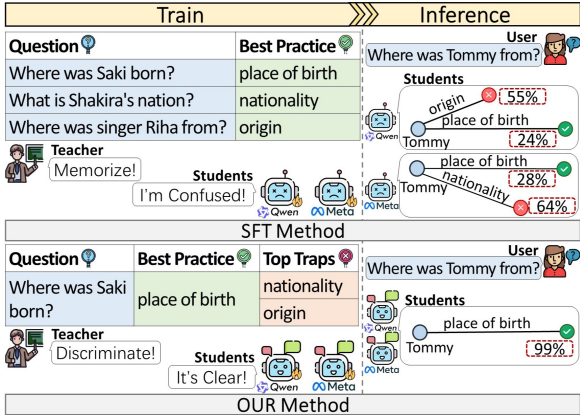 Train
Inference
Question
Best Practice
Where was Saki born?
place of birth
What is Shakira's nation?
nationality
Where was singer Riha from?
origin
Teacher
Memorize!
Students
I'm Confused!
Qwen
Meta
User
Where was Tommy from?
Students
origin
55%
place of birth
24%
Tommy
Qwen
place of birth
28%
Tommy
nationality
64%
Meta
SFT Method
Question
Best Practice
Top Traps
Where was Saki
born?
place of birth
nationality
origin
Teacher
Discriminate!
Students
It's Clear!
Qwen
Meta
User
Where was Tommy from?
Students
Qwen
Meta
place of birth
Tommy
99%
OUR Method